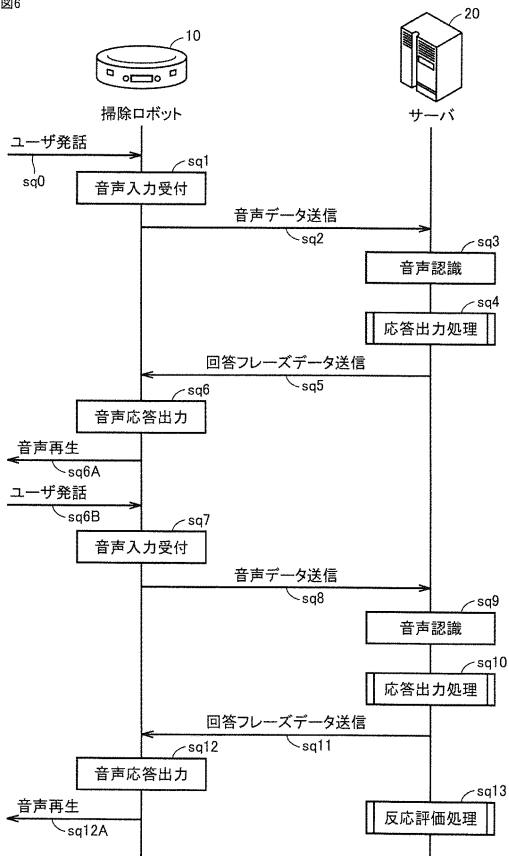 図6
10
20
掃除ロボット
サーバ
ユーザ発話
sq0
sq1
音声入力受付
音声データ送信
sq2
sq3
音声認識
sq4
応答出力処理
回答フレーズデータ送信
sq5
sq6
音声応答出力
音声再生
sq6A
ユーザ発話
sq6B
sq7
音声入力受付
音声データ送信
sq8
sq9
音声認識
sq10
応答出力処理
回答フレーズデータ送信
sq11
sq12
音声応答出力
音声再生
sq12A
sq13
反応評価処理